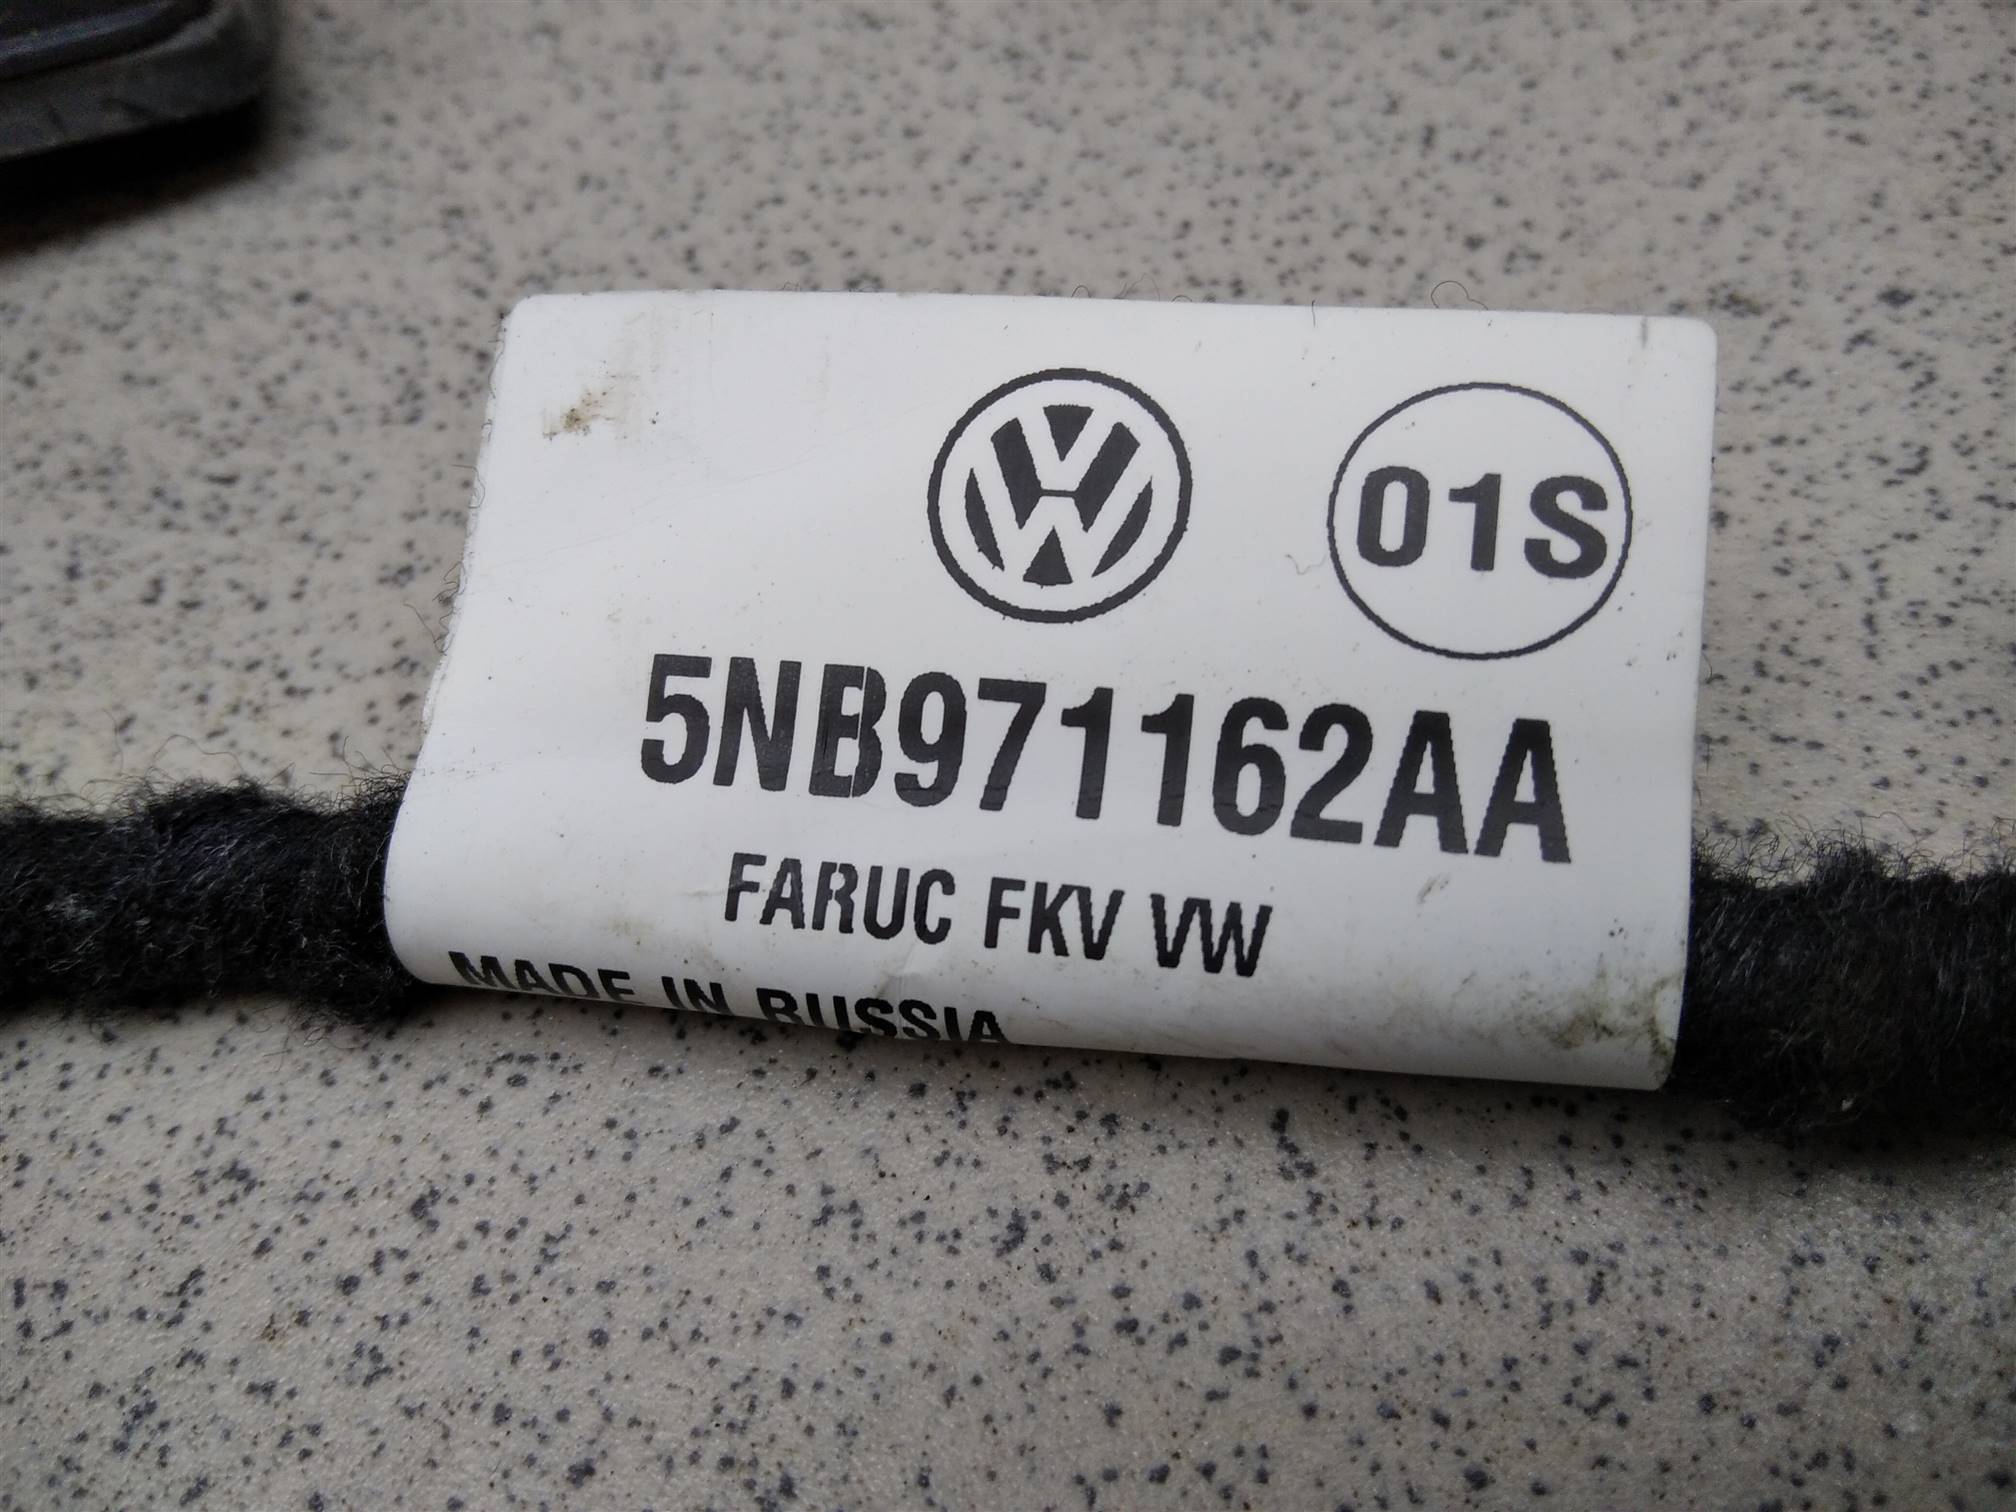 01S
5NB971162AA
FARUC FKV VW
MADE IN RUSSIA